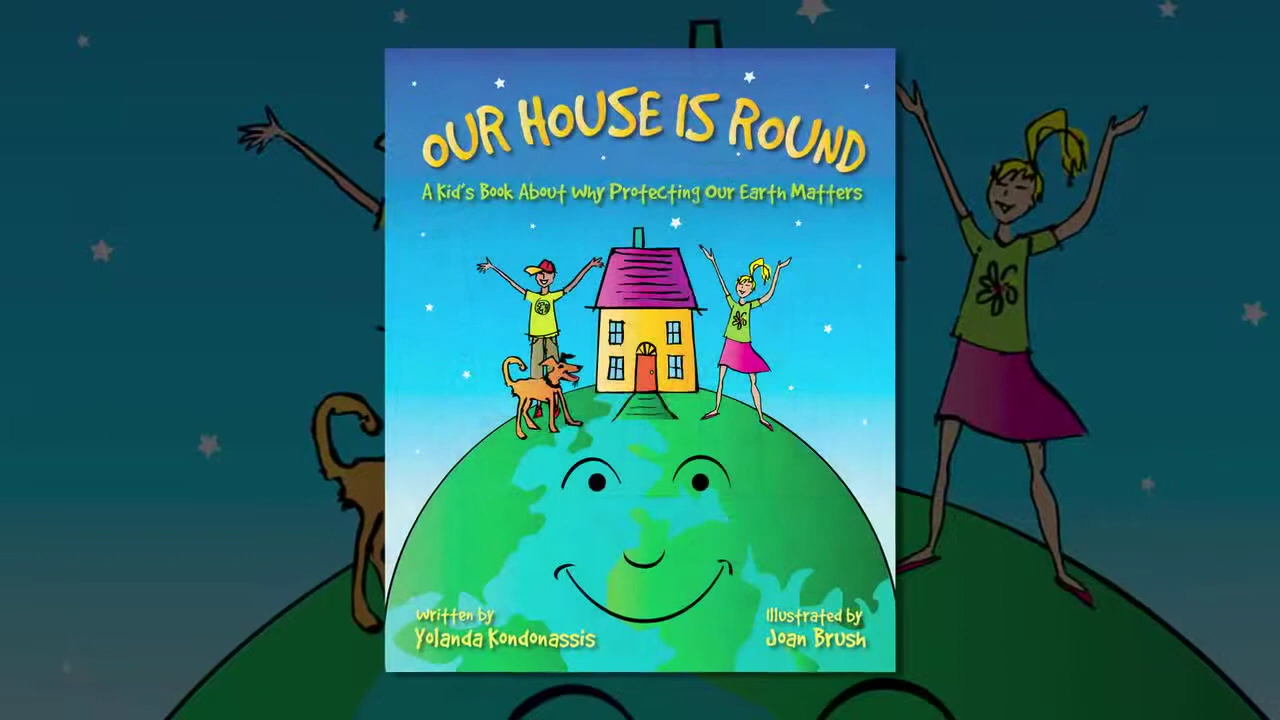 OUR HOUSE IS ROUND
A Kid's Book About Why Protecting Our Earth Matters
Written by
Yolanda Kondonassis
Illustrated by
Joan Brush